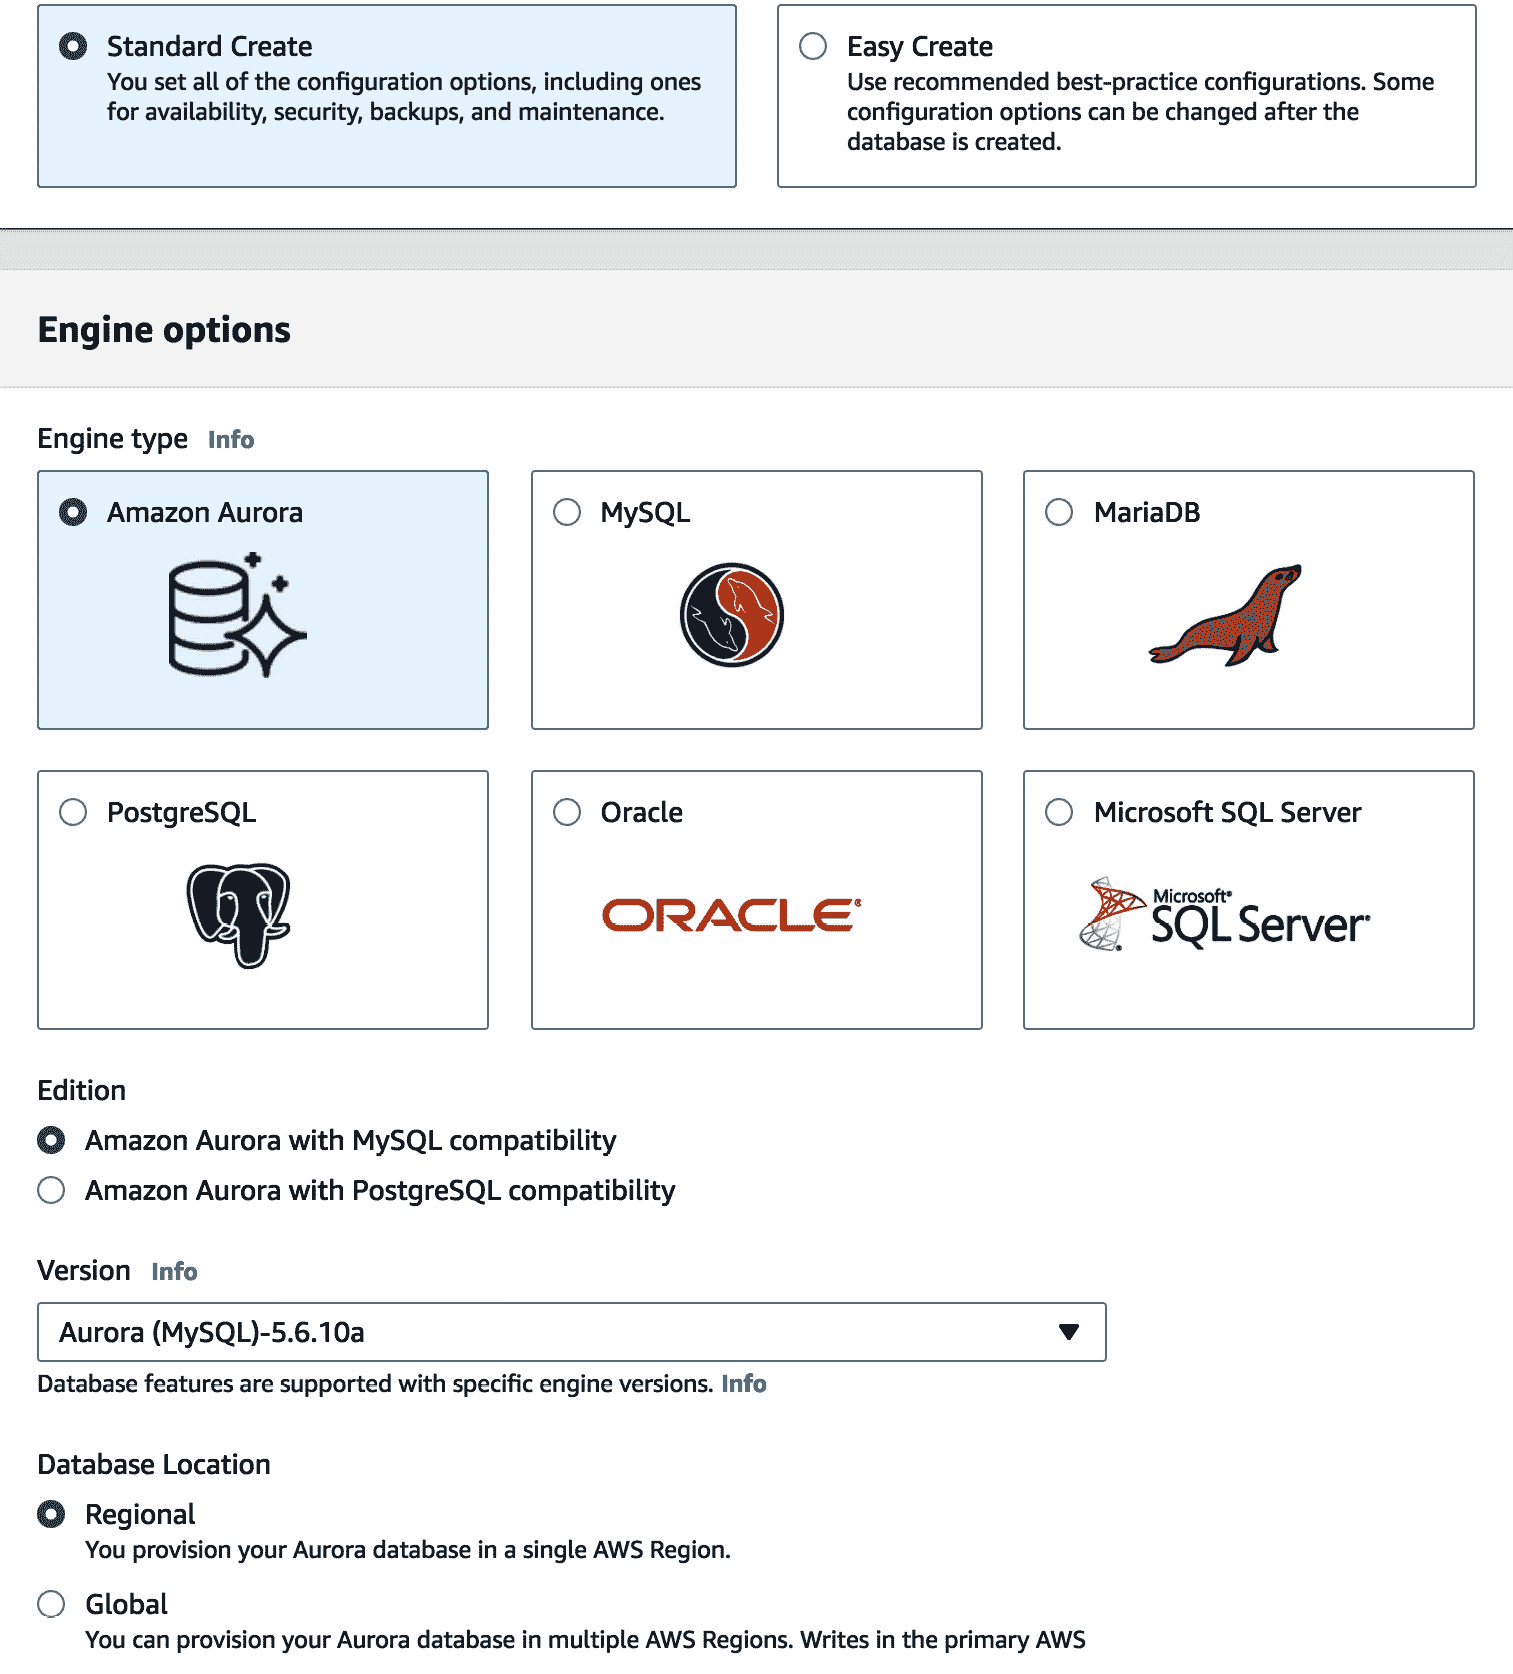 Standard Create
You set all of the configuration options, including ones
for availability, security, backups, and maintenance.
Easy Create
Use recommended best-practice configurations. Some
configuration options can be changed after the
database is created.
Engine options
Engine type Info
Amazon Aurora
MySQL
MariaDB
PostgreSQL
Oracle
ORACLE
Microsoft SQL Server
Microsoft®
SQL Server
Edition
Amazon Aurora with MySQL compatibility
Amazon Aurora with PostgreSQL compatibility
Version Info
Aurora (MySQL)-5.6.10a
Database features are supported with specific engine versions. Info
Database Location
Regional
You provision your Aurora database in a single AWS Region.
Global
You can provision your Aurora database in multiple AWS Regions. Writes in the primary AWS